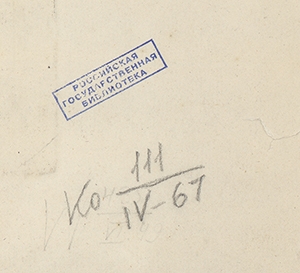 РОССИЙСКАЯ
ГОСУДАРСТВЕННАЯ
БИБЛИОТЕКА
Ко 111
IV-67